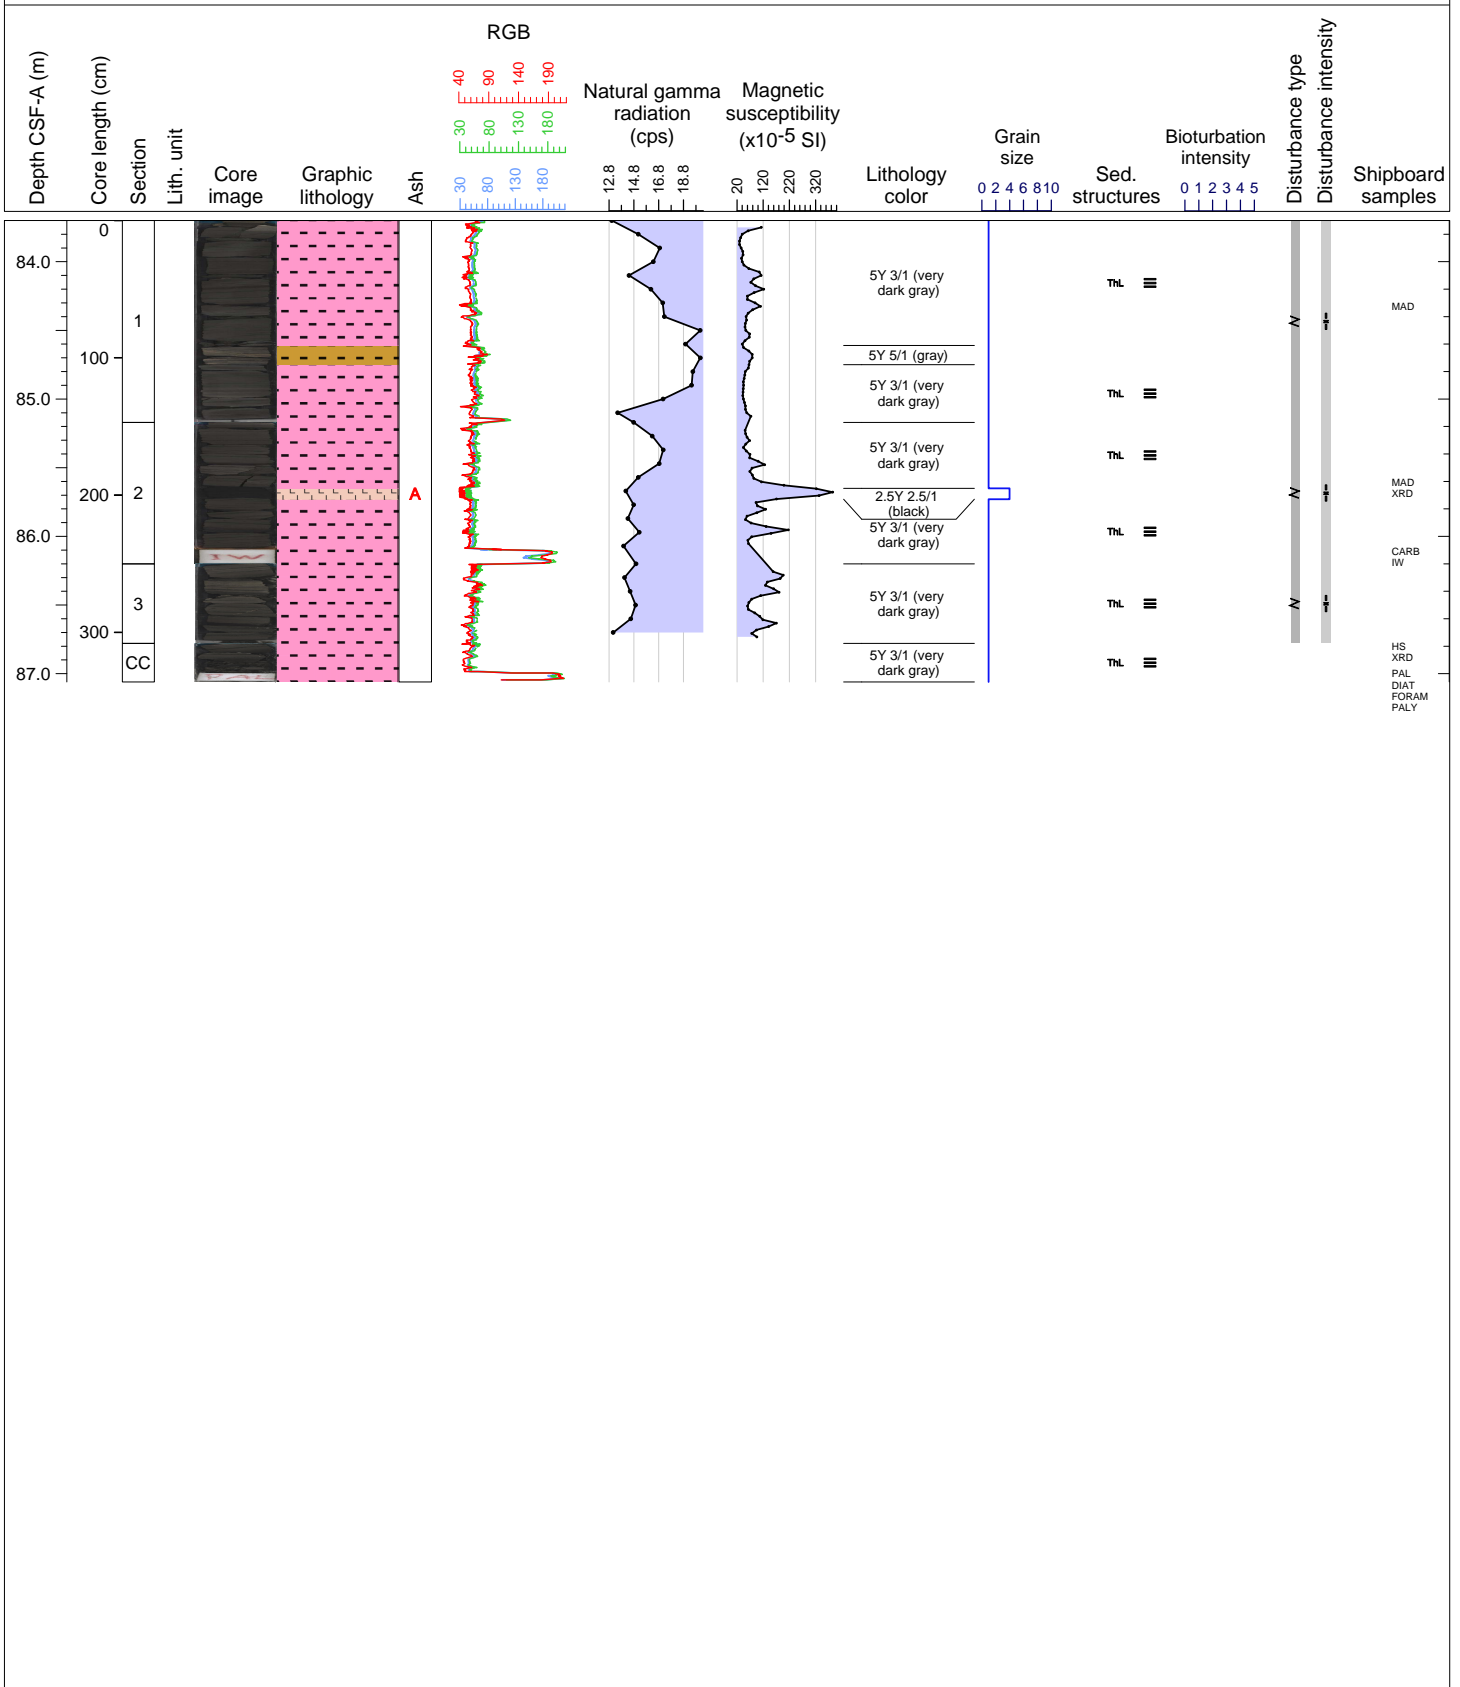 Depth CSF-A (m)
Core length (cm)
Section
Lith. unit
Core
image
Graphic
lithology
Ash
RGB
40 90 140 190
30 80 130 180
30 80 130 180
Natural gamma
radiation
(cps)
12.8 14.8 16.8 18.8
Magnetic
susceptibility
(x10-5 SI)
20 120 220 320
Lithology
color
Grain
size
0 2 4 6 8 10
Sed.
structures
Bioturbation
intensity
0 1 2 3 4 5
Disturbance type
Disturbance intensity
Shipboard
samples
84.0
85.0
86.0
87.0
0
100
200
300
1
2
3
CC
IW
PAL
A
5Y 3/1 (very
dark gray)
5Y 5/1 (gray)
5Y 3/1 (very
dark gray)
5Y 3/1 (very
dark gray)
2.5Y 2.5/1
(black)
5Y 3/1 (very
dark gray)
5Y 3/1 (very
dark gray)
5Y 3/1 (very
dark gray)
ThL
ThL
ThL
ThL
ThL
ThL
MAD
MAD
XRD
CARB
IW
HS
XRD
PAL
DIAT
FORAM
PALY